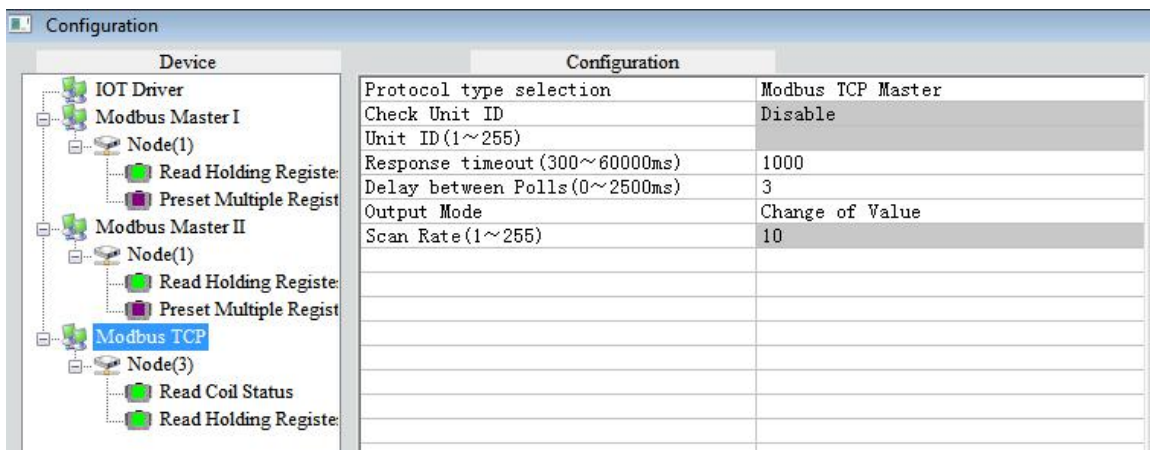 Configuration
Device
IOT Driver
Modbus Master I
Node(1)
Read Holding Registe
Preset Multiple Regist
Modbus Master II
Node(1)
Read Holding Registe
Preset Multiple Regist
Modbus TCP
Node(3)
Read Coil Status
Read Holding Registe
Configuration
Protocol type selection Modbus TCP Master
Check Unit ID Disable
Unit ID(1~255)
Response timeout(300~60000ms) 1000
Delay between Polls(0~2500ms) 3
Output Mode Change of Value
Scan Rate(1~255) 10